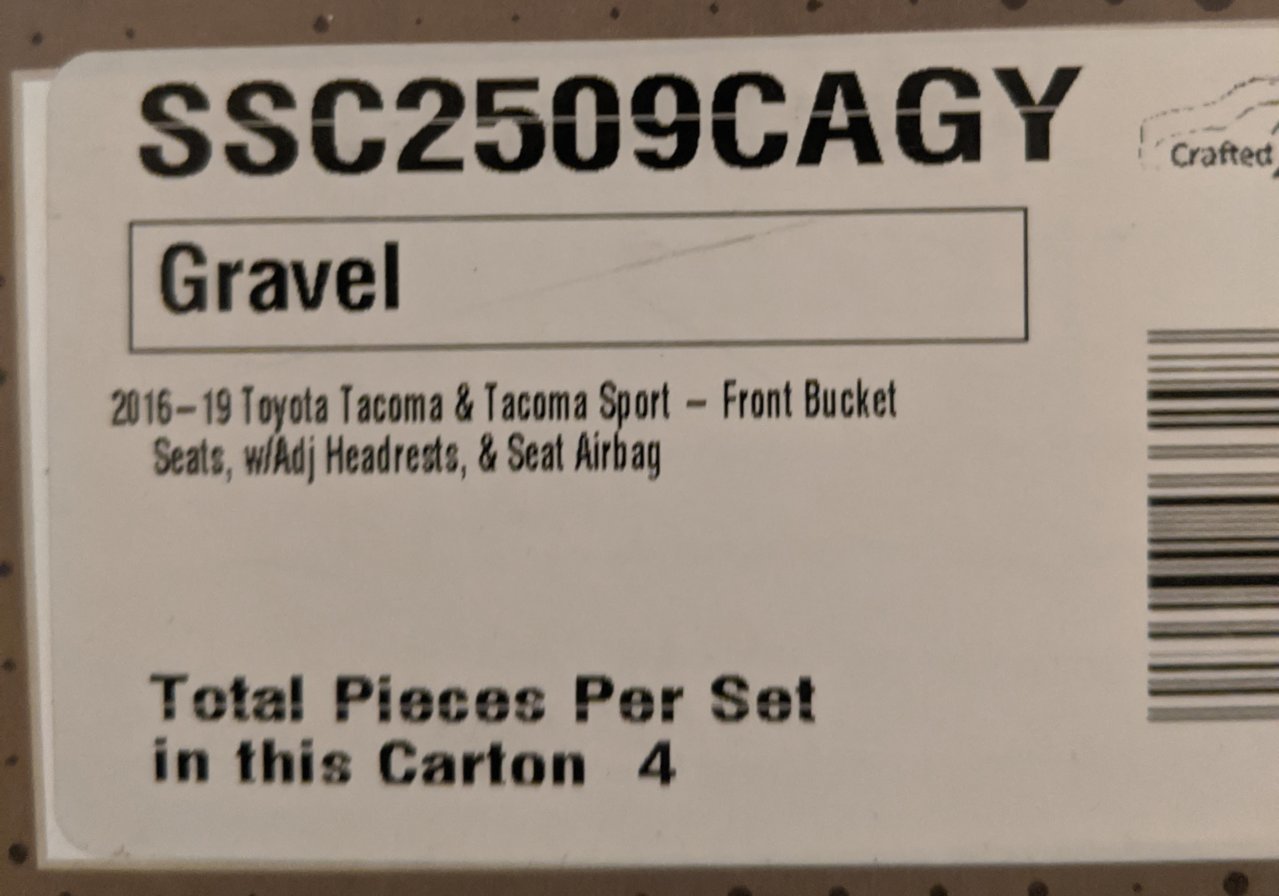 SSC2509CAGY
Crafted
Gravel
2016-19 Toyota Tacoma & Tacoma Sport - Front Bucket
Seats, w/Adj Headrests, & Seat Airbag
Total Pieces Per Set
in this Carton 4